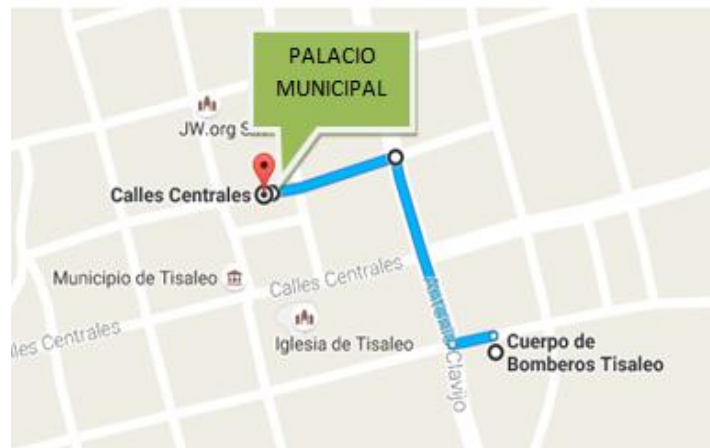 PALACIO
MUNICIPAL
JW.org
Calles Centrales
Municipio de Tisaleo
Calles Centrales
Calles Centrales
Iglesia de Tisaleo
Clavijo
Cuerpo de
Bomberos Tisaleo